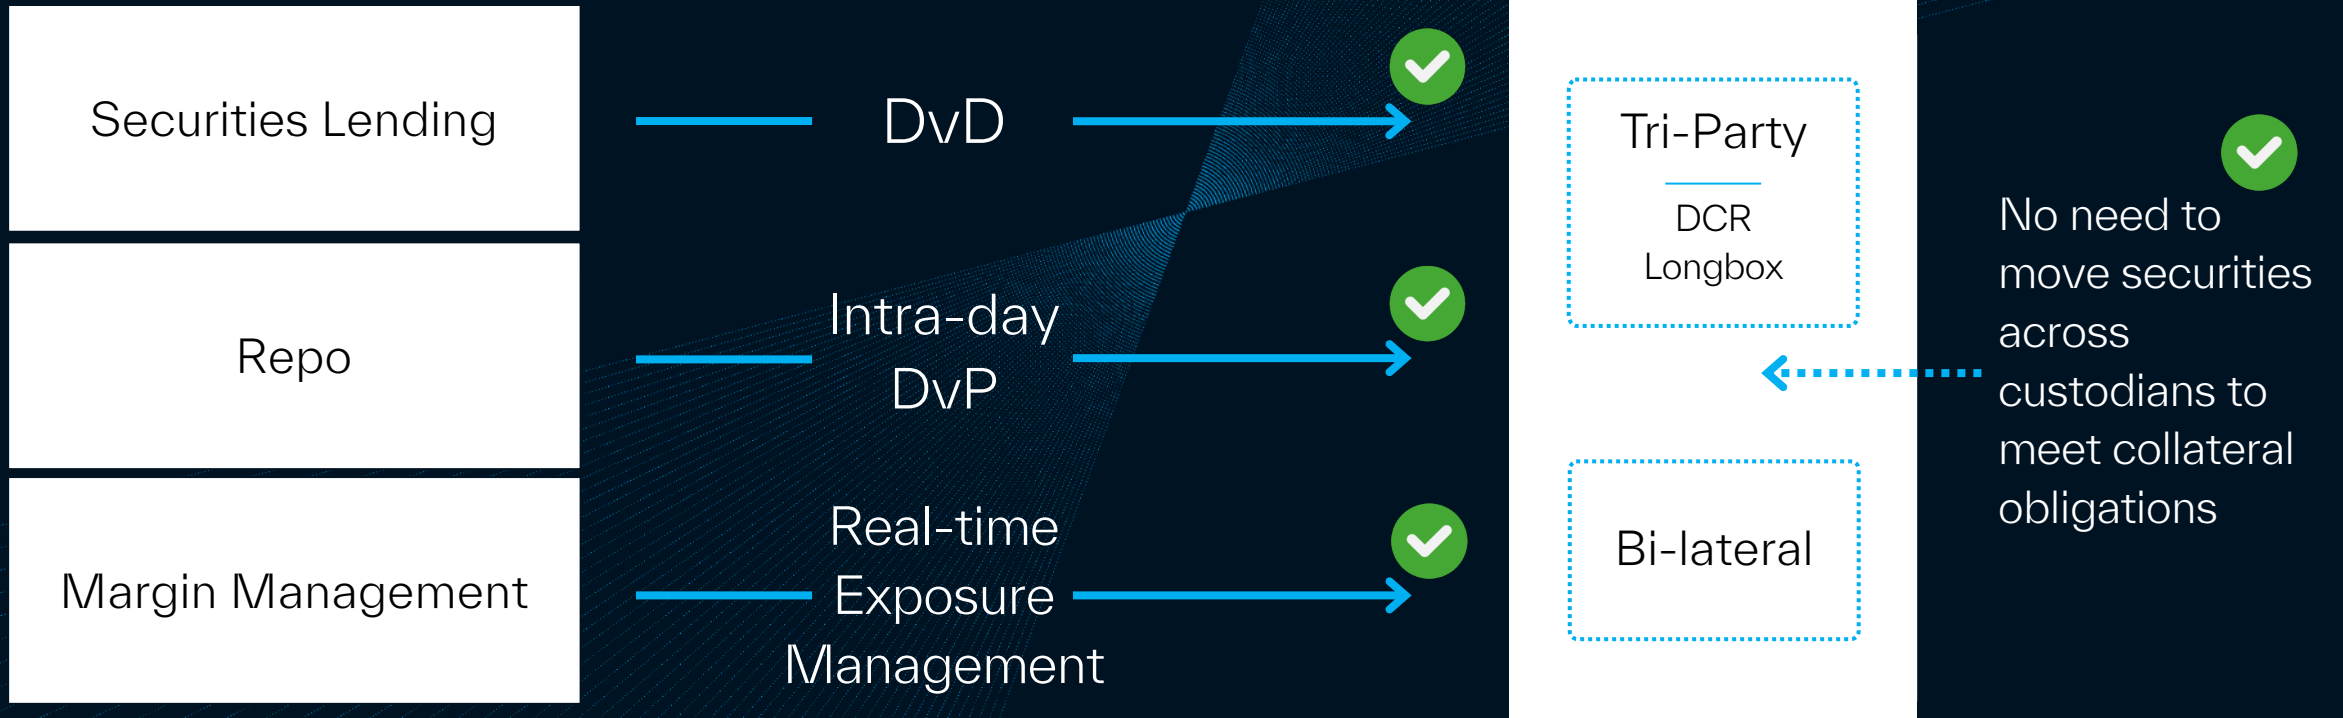 Securities Lending
DvD
Repo
Intra-day
DvP
Margin Management
Real-time
Exposure
Management
Tri-Party
DCR
Longbox
Bi-lateral
No need to
move securities
across
custodians to
meet collateral
obligations